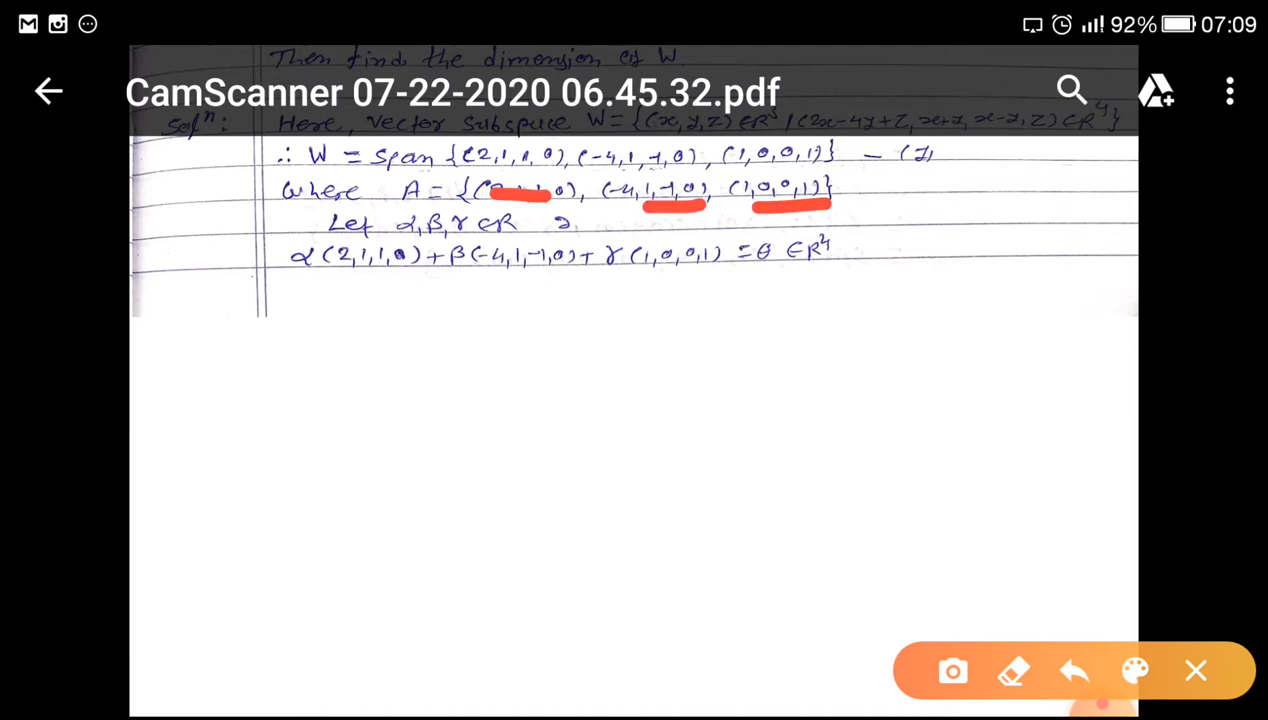 92% 07:09
Then find the dimension of W
CamScanner 07-22-2020 06.45.32.pdf
Solⁿ: Here, vector subspace W = {(x, y, z) ∈ R³ / (2x-4y+z, x+y, x-y, z) ∈ R⁴}
∴ W = span {(2,1,1,0), (-4,1,-1,0), (1,0,0,1)} -
where A = {( 0), (-4,1,-1,0), (1,0,0,1)}
Let α, β, γ ∈ R
α(2,1,1,0) + β(-4,1,-1,0) + γ(1,0,0,1) = θ ∈ R⁴